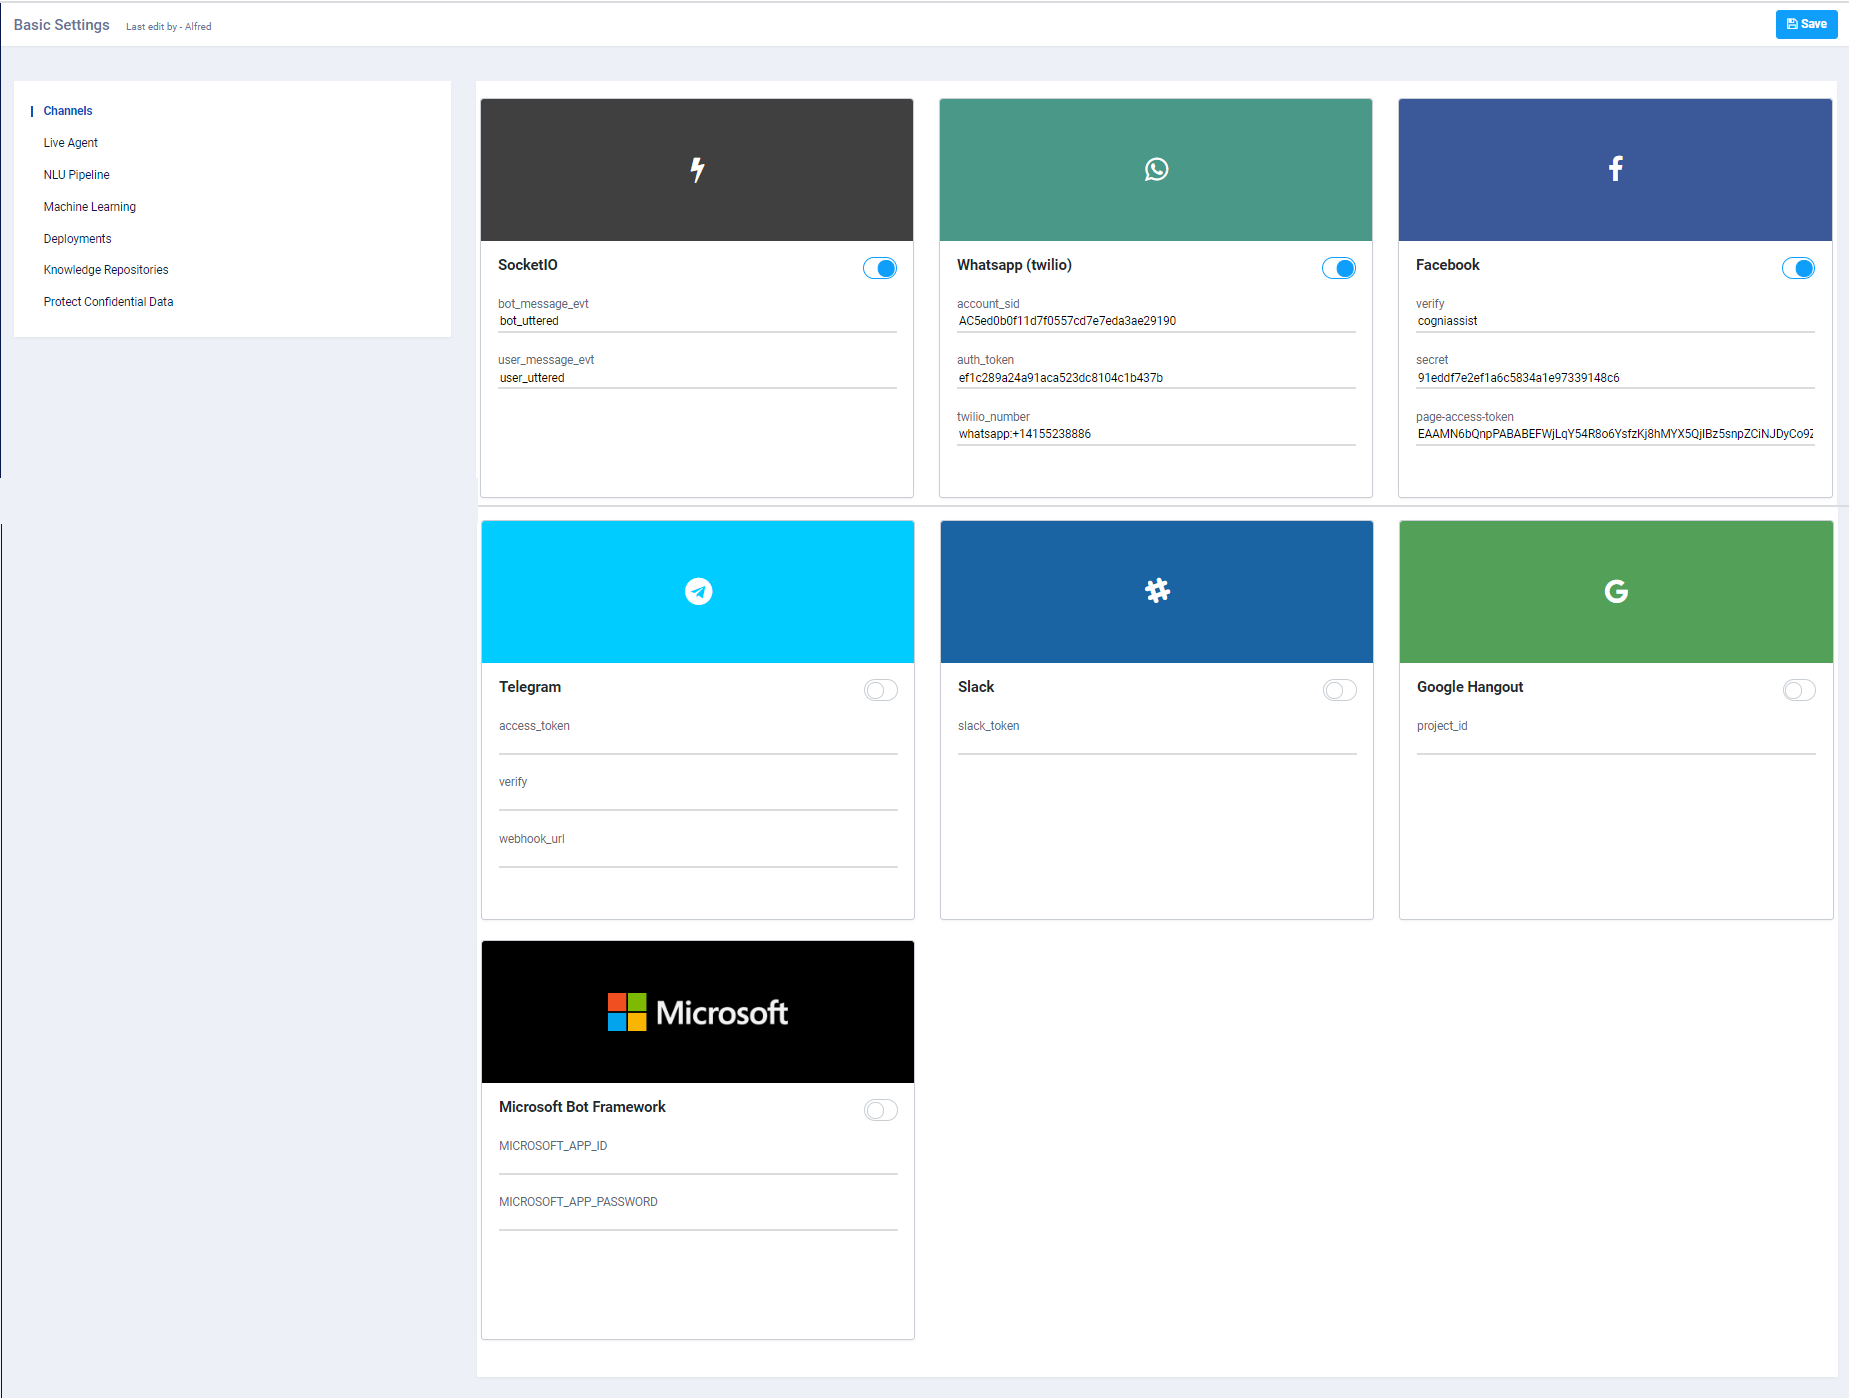 Basic Settings Last edit by - Alfred
Save
Channels
Live Agent
NLU Pipeline
Machine Learning
Deployments
Knowledge Repositories
Protect Confidential Data
SocketIO
bot_message_evt
bot_uttered
user_message_evt
user_uttered
Whatsapp (twilio)
account_sid
AC5ed0b0f11d7f0557cd7e7eda3ae29190
auth_token
ef1c289a24a91aca523dc8104c1b437b
twilio_number
whatsapp:+14155238886
Facebook
verify
cogniassist
secret
91eddf7e2ef1a6c5834a1e97339148c6
page-access-token
EAAMN6bQnpPABABEFWjLqY54R8o6YsfzKj8hMYX5QjIBz5snpZCiNJDyCo9Z
Telegram
access_token
verify
webhook_url
Slack
slack_token
Google Hangout
project_id
Microsoft
Microsoft Bot Framework
MICROSOFT_APP_ID
MICROSOFT_APP_PASSWORD